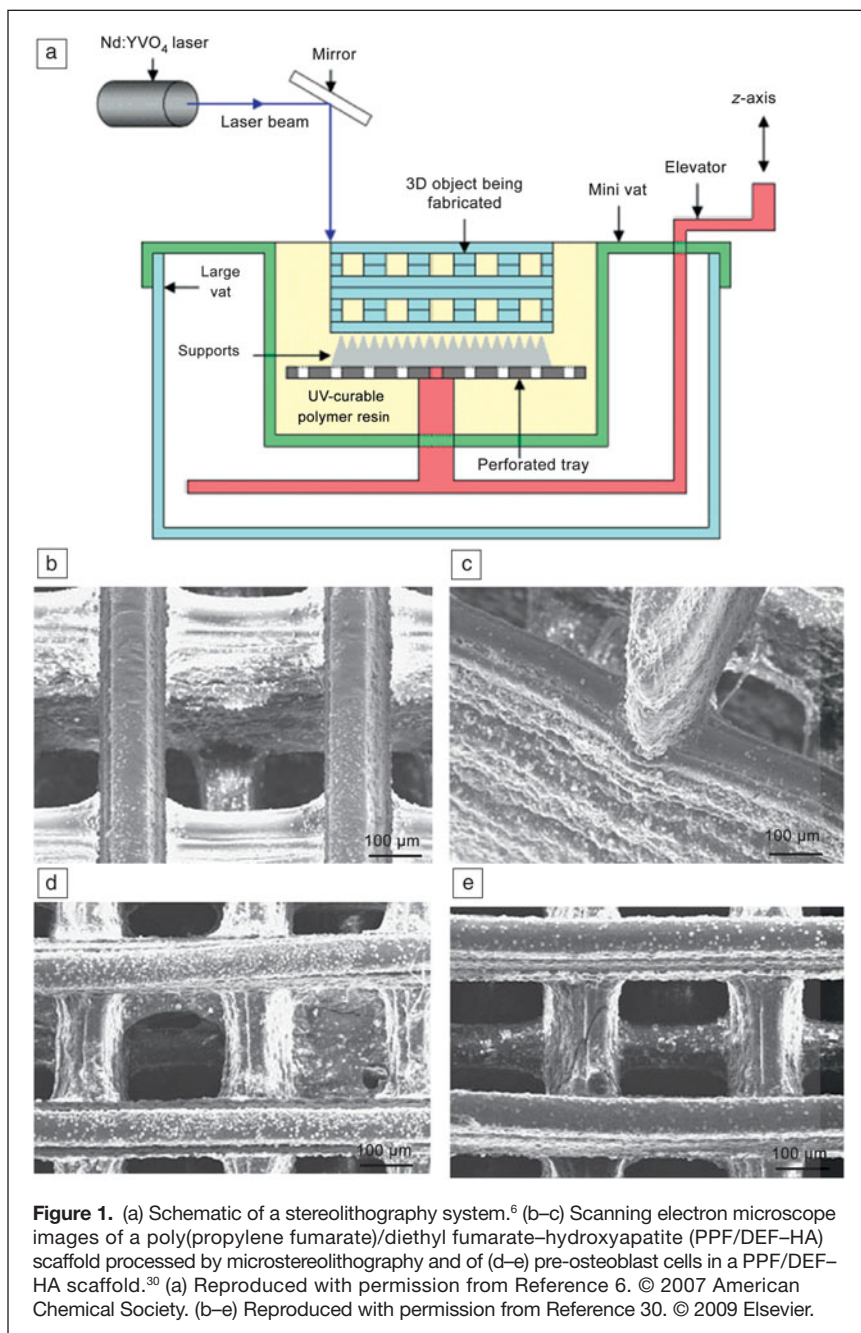 a
Nd:YVO₄ laser
Mirror
Laser beam
z-axis
Elevator
3D object being
fabricated
Mini vat
Large
vat
Supports
UV-curable
polymer resin
Perforated tray
b
c
100 µm
100 µm
d
e
100 µm
100 µm
Figure 1. (a) Schematic of a stereolithography system.⁶ (b–c) Scanning electron microscope
images of a poly(propylene fumarate)/diethyl fumarate–hydroxyapatite (PPF/DEF–HA)
scaffold processed by microstereolithography and of (d–e) pre-osteoblast cells in a PPF/DEF–
HA scaffold.³⁰ (a) Reproduced with permission from Reference 6. © 2007 American
Chemical Society. (b–e) Reproduced with permission from Reference 30. © 2009 Elsevier.